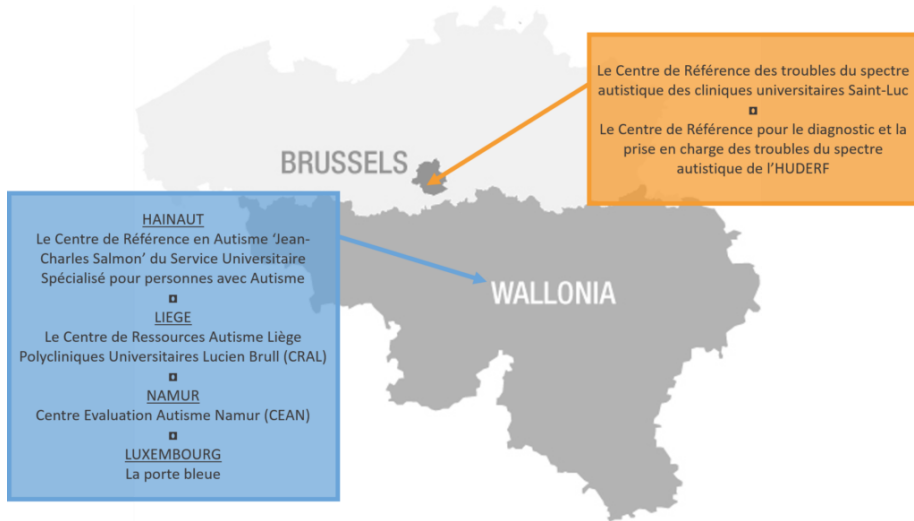 Le Centre de Référence des troubles du spectre
autistique des cliniques universitaires Saint-Luc
Le Centre de Référence pour le diagnostic et la
prise en charge des troubles du spectre
autistique de l'HUDERF
BRUSSELS
HAINAUT
Le Centre de Référence en Autisme ‘Jean-
Charles Salmon’ du Service Universitaire
Spécialisé pour personnes avec Autisme
LIEGE
Le Centre de Ressources Autisme Liège
Polycliniques Universitaires Lucien Brull (CRAL)
NAMUR
Centre Evaluation Autisme Namur (CEAN)
LUXEMBOURG
La porte bleue
WALLONIA